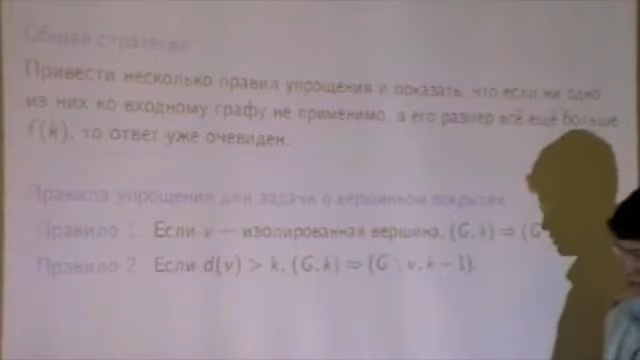 Общая стратегия
Привести несколько правил упрощения и показать, что если ни одно
из них ко входному графу не применимо, а его размер всё ещё больше
f(k), то ответ уже очевиден.
Правила упрощения для задачи о вершинном покрытии
Правило 1. Если v — изолированная вершина, (G, k) ⇒ (G
Правило 2. Если d(v) > k, (G, k) ⇒ (G \ v, k − 1).